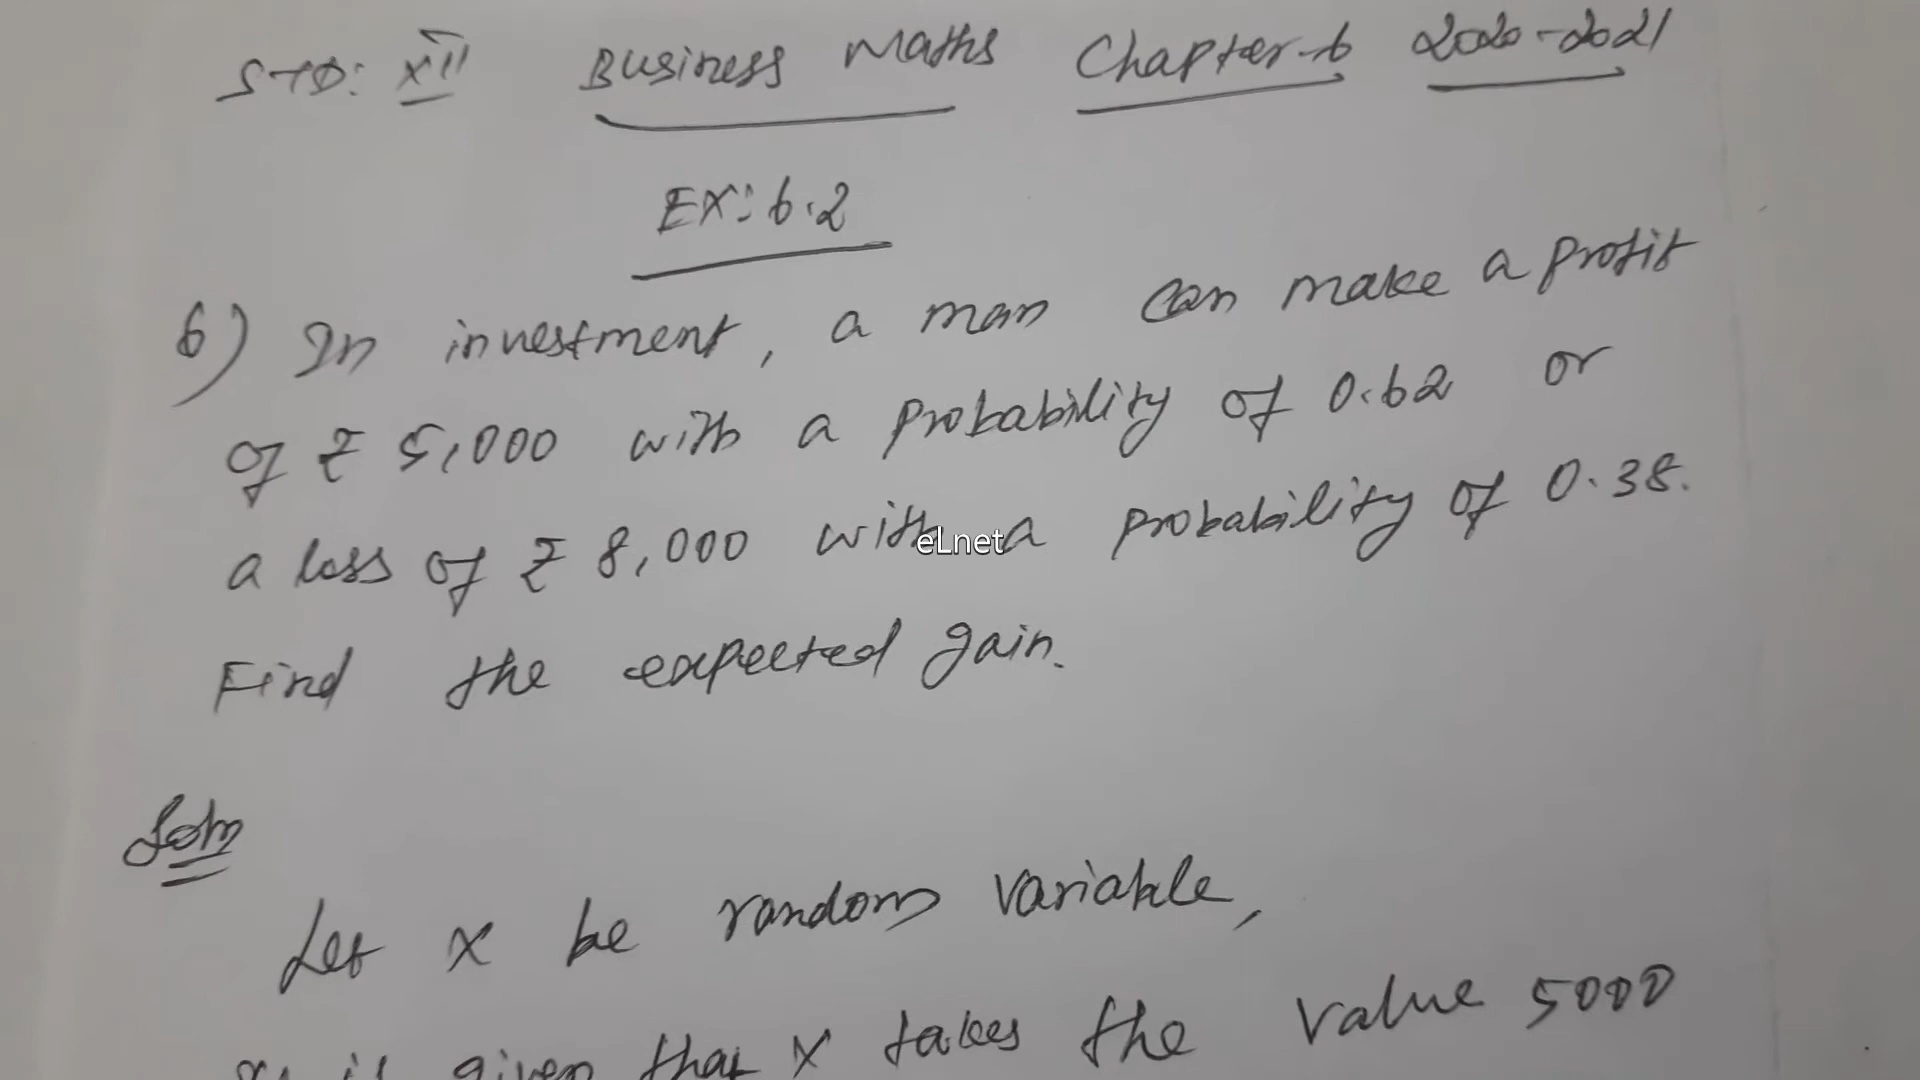 STD: XII Business Maths Chapter-6 2020-2021
EX: 6.2
6) In investment, a man can make a profit
of ₹ 5,000 with a probability of 0.62 or
a loss of ₹ 8,000 with a probability of 0.38.
eLnet
Find the expected gain.
Soln
Let X be random variable,
is given that X takes the value 5000